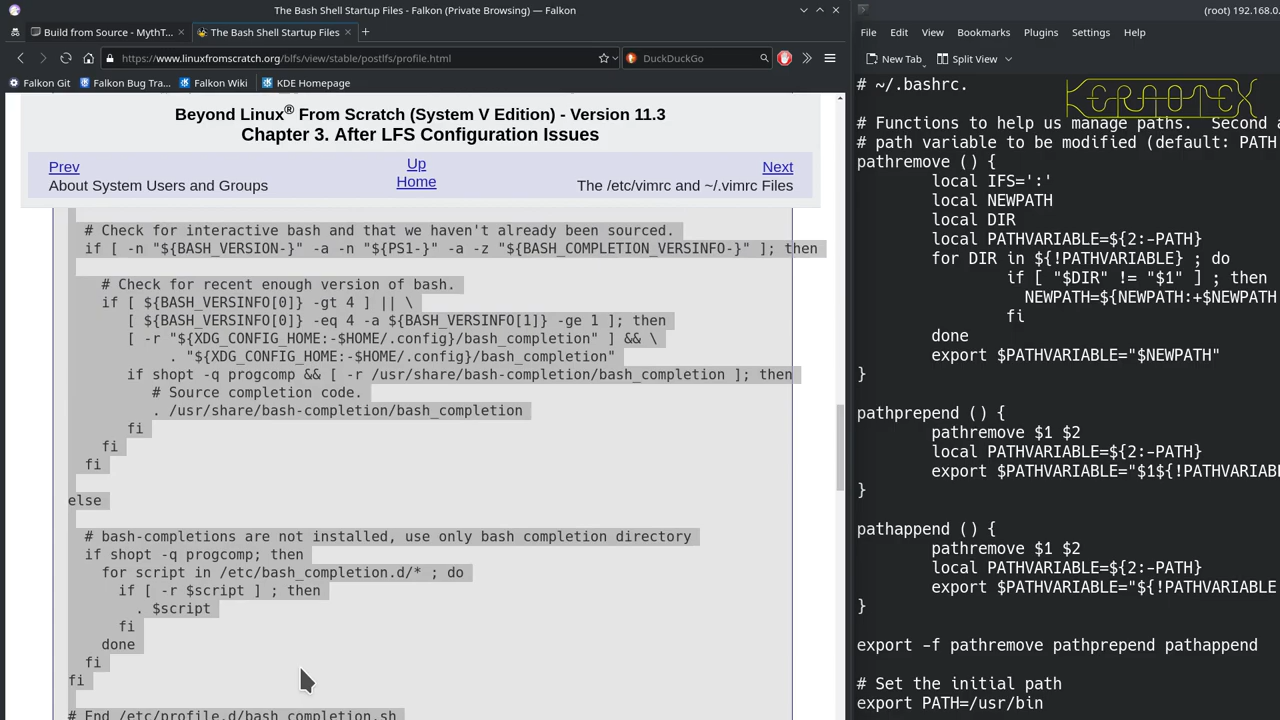 The Bash Shell Startup Files - Falkon (Private Browsing) — Falkon
Build from Source - MythT...
The Bash Shell Startup Files
https://www.linuxfromscratch.org/blfs/view/stable/postlfs/profile.html
DuckDuckGo
Falkon Git
Falkon Bug Tra...
Falkon Wiki
KDE Homepage
Beyond Linux® From Scratch (System V Edition) - Version 11.3
Chapter 3. After LFS Configuration Issues
Prev
Up
Next
About System Users and Groups
Home
The /etc/vimrc and ~/.vimrc Files
# Check for interactive bash and that we haven't already been sourced.
if [ -n "${BASH_VERSION-}" -a -n "${PS1-}" -a -z "${BASH_COMPLETION_VERSINFO-}" ]; then
# Check for recent enough version of bash.
if [ ${BASH_VERSINFO[0]} -gt 4 ] || \
[ ${BASH_VERSINFO[0]} -eq 4 -a ${BASH_VERSINFO[1]} -ge 1 ]; then
[ -r "${XDG_CONFIG_HOME:-$HOME/.config}/bash_completion" ] && \
. "${XDG_CONFIG_HOME:-$HOME/.config}/bash_completion"
if shopt -q progcomp && [ -r /usr/share/bash-completion/bash_completion ]; then
# Source completion code.
. /usr/share/bash-completion/bash_completion
fi
fi
fi
else
# bash-completions are not installed, use only bash completion directory
if shopt -q progcomp; then
for script in /etc/bash_completion.d/* ; do
if [ -r $script ] ; then
. $script
fi
done
fi
fi
# End /etc/profile.d/bash_completion.sh
(root) 192.168.0.
File
Edit
View
Bookmarks
Plugins
Settings
Help
New Tab
Split View
KERAOTEX
# ~/.bashrc.
# Functions to help us manage paths.  Second a
# path variable to be modified (default: PATH
pathremove () {
local IFS=':'
local NEWPATH
local DIR
local PATHVARIABLE=${2:-PATH}
for DIR in ${!PATHVARIABLE} ; do
if [ "$DIR" != "$1" ] ; then
NEWPATH=${NEWPATH:+$NEWPATH
fi
done
export $PATHVARIABLE="$NEWPATH"
}
pathprepend () {
pathremove $1 $2
local PATHVARIABLE=${2:-PATH}
export $PATHVARIABLE="$1${!PATHVARIAB
}
pathappend () {
pathremove $1 $2
local PATHVARIABLE=${2:-PATH}
export $PATHVARIABLE="${!PATHVARIABLE
}
export -f pathremove pathprepend pathappend
# Set the initial path
export PATH=/usr/bin